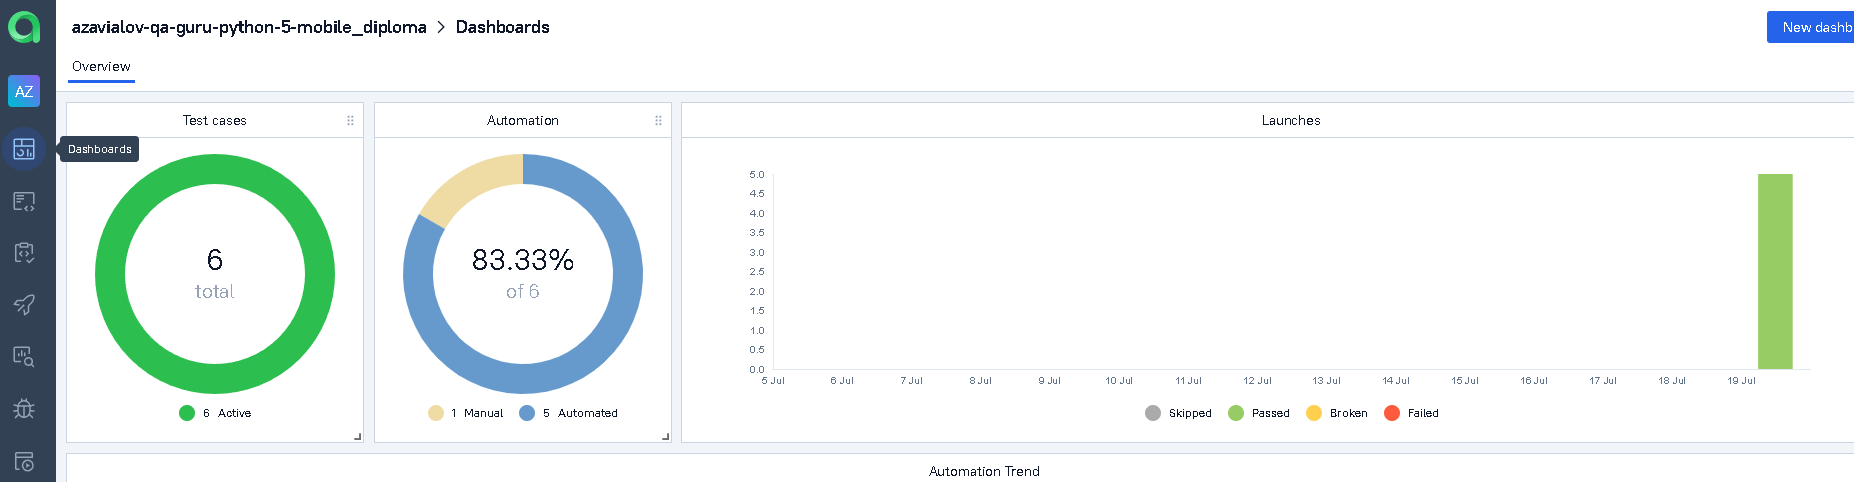 azavialov-qa-guru-python-5-mobile_diploma > Dashboards
New dashb
Overview
AZ
Dashboards
Test cases
6
total
6 Active
Automation
83.33%
of 6
1 Manual 5 Automated
Launches
5.0
4.5
4.0
3.5
3.0
2.5
2.0
1.5
1.0
0.5
0.0
5 Jul 6 Jul 7 Jul 8 Jul 9 Jul 10 Jul 11 Jul 12 Jul 13 Jul 14 Jul 15 Jul 16 Jul 17 Jul 18 Jul 19 Jul
Skipped Passed Broken Failed
Automation Trend